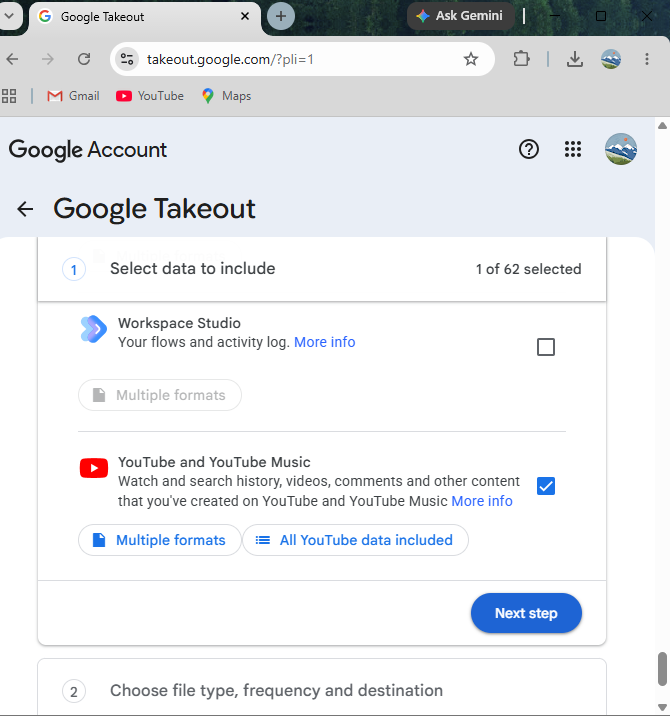 Google Takeout
Ask Gemini
takeout.google.com/?pli=1
Gmail
YouTube
Maps
Google Account
Google Takeout
1
Select data to include
1 of 62 selected
Workspace Studio
Your flows and activity log. More info
Multiple formats
YouTube and YouTube Music
Watch and search history, videos, comments and other content
that you've created on YouTube and YouTube Music More info
Multiple formats
All YouTube data included
Next step
2
Choose file type, frequency and destination